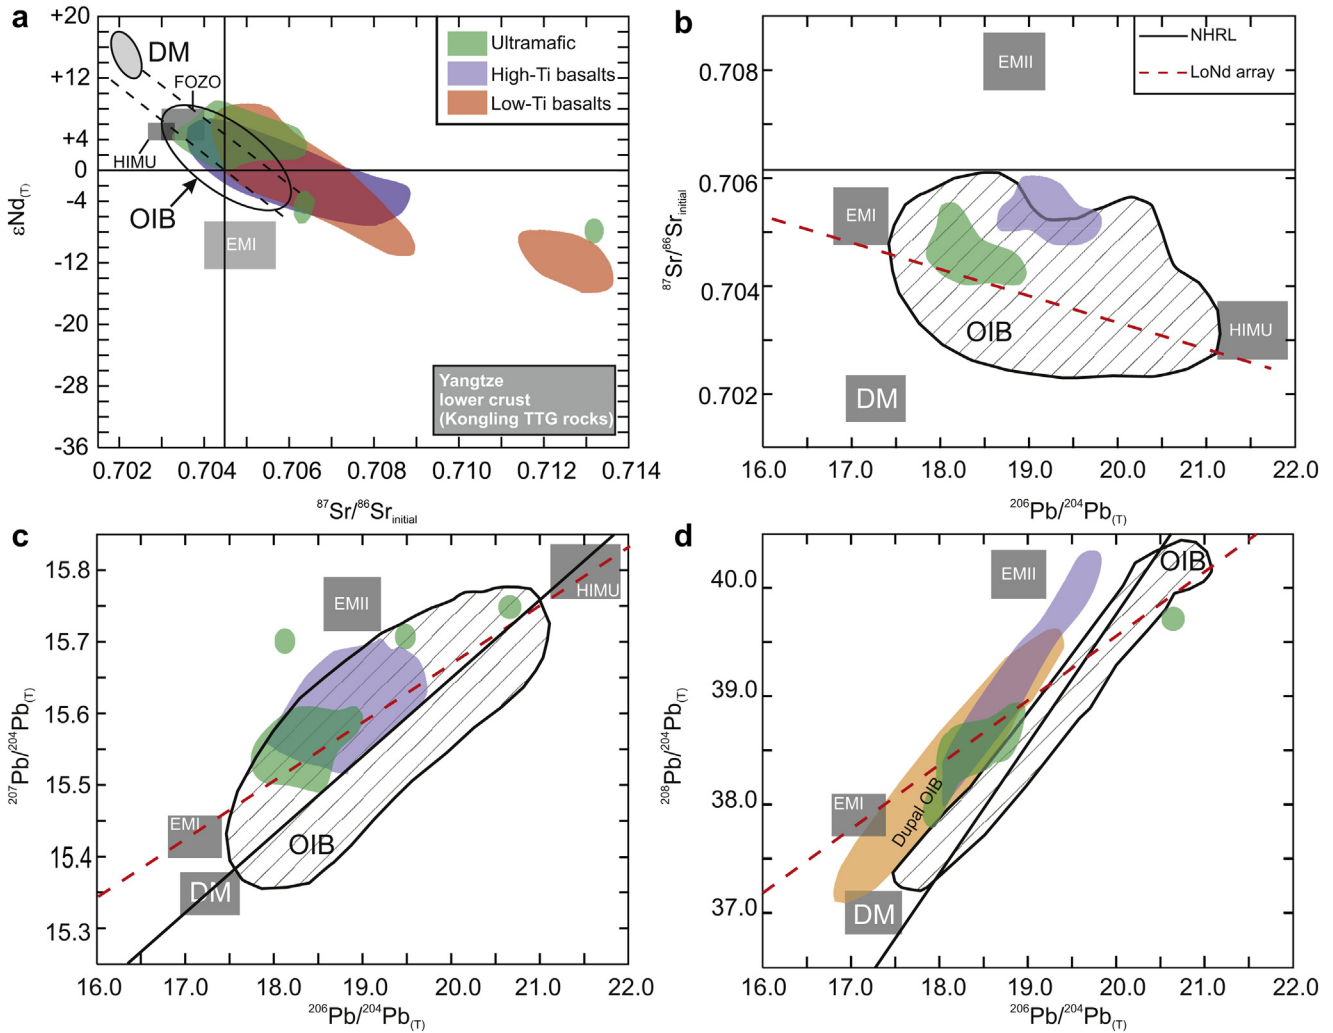 a
DM
FOZO
HIMU
OIB
EMI
Ultramafic
High-Ti basalts
Low-Ti basalts
Yangtze
lower crust
(Kongling TTG rocks)
+20
+12
+4
0
-4
-12
-20
-28
-36
εNd(T)
0.702 0.704 0.706 0.708 0.710 0.712 0.714
87Sr/86Srinitial
b
NHRL
LoNd array
EMII
EMI
OIB
HIMU
DM
0.708
0.706
0.704
0.702
87Sr/86Srinitial
16.0 17.0 18.0 19.0 20.0 21.0 22.0
206Pb/204Pb(T)
c
EMII
HIMU
EMI
OIB
DM
15.8
15.7
15.6
15.5
15.4
15.3
207Pb/204Pb(T)
16.0 17.0 18.0 19.0 20.0 21.0 22.0
206Pb/204Pb(T)
d
EMII
OIB
EMI
Dupal OIB
DM
40.0
39.0
38.0
37.0
208Pb/204Pb(T)
16.0 17.0 18.0 19.0 20.0 21.0 22.0
206Pb/204Pb(T)